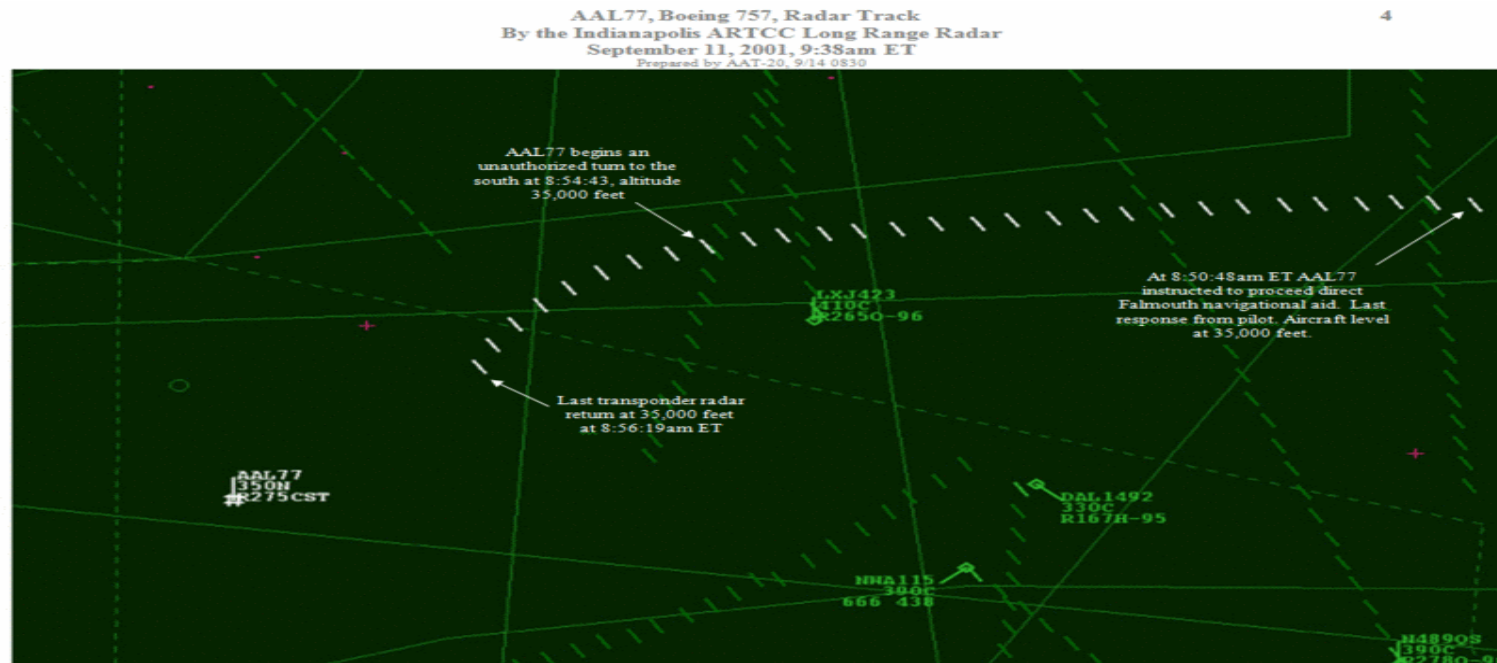 AAL77, Boeing 757, Radar Track
4
By the Indianapolis ARTCC Long Range Radar
September 11, 2001, 9:38am ET
Prepared by AAT-20, 9/14 0830
AAL77 begins an
unauthorized turn to the
south at 8:54:43, altitude
35,000 feet
At 8:50:48am ET AAL77
instructed to proceed direct
Falmouth navigational aid. Last
response from pilot. Aircraft level
at 35,000 feet.
LXJ423
410C
R265O-96
Last transponder radar
return at 35,000 feet
at 8:56:19am ET
AAL77
350N
R275CST
DAL1492
330C
R167H-95
NWA115
390C
666 438
N489QS
390C